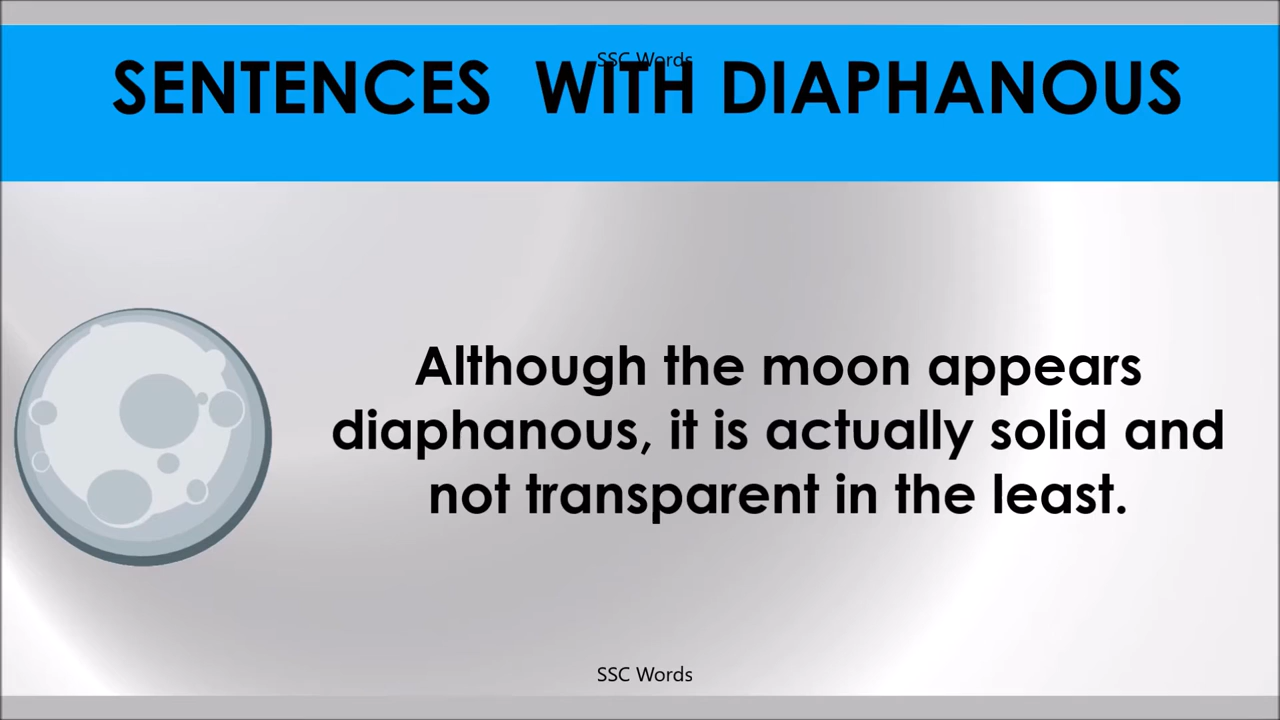 SSC Words
SENTENCES WITH DIAPHANOUS
Although the moon appears
diaphanous, it is actually solid and
not transparent in the least.
SSC Words